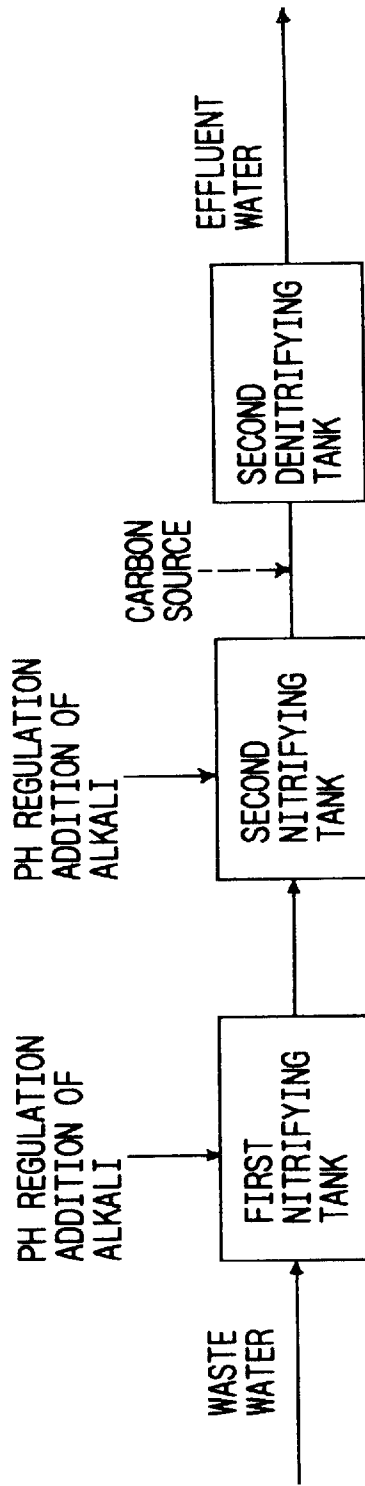 WASTE
WATER
PH REGULATION
ADDITION OF
ALKALI
FIRST
NITRIFYING
TANK
PH REGULATION
ADDITION OF
ALKALI
SECOND
NITRIFYING
TANK
CARBON
SOURCE
SECOND
DENITRIFYING
TANK
EFFLUENT
WATER